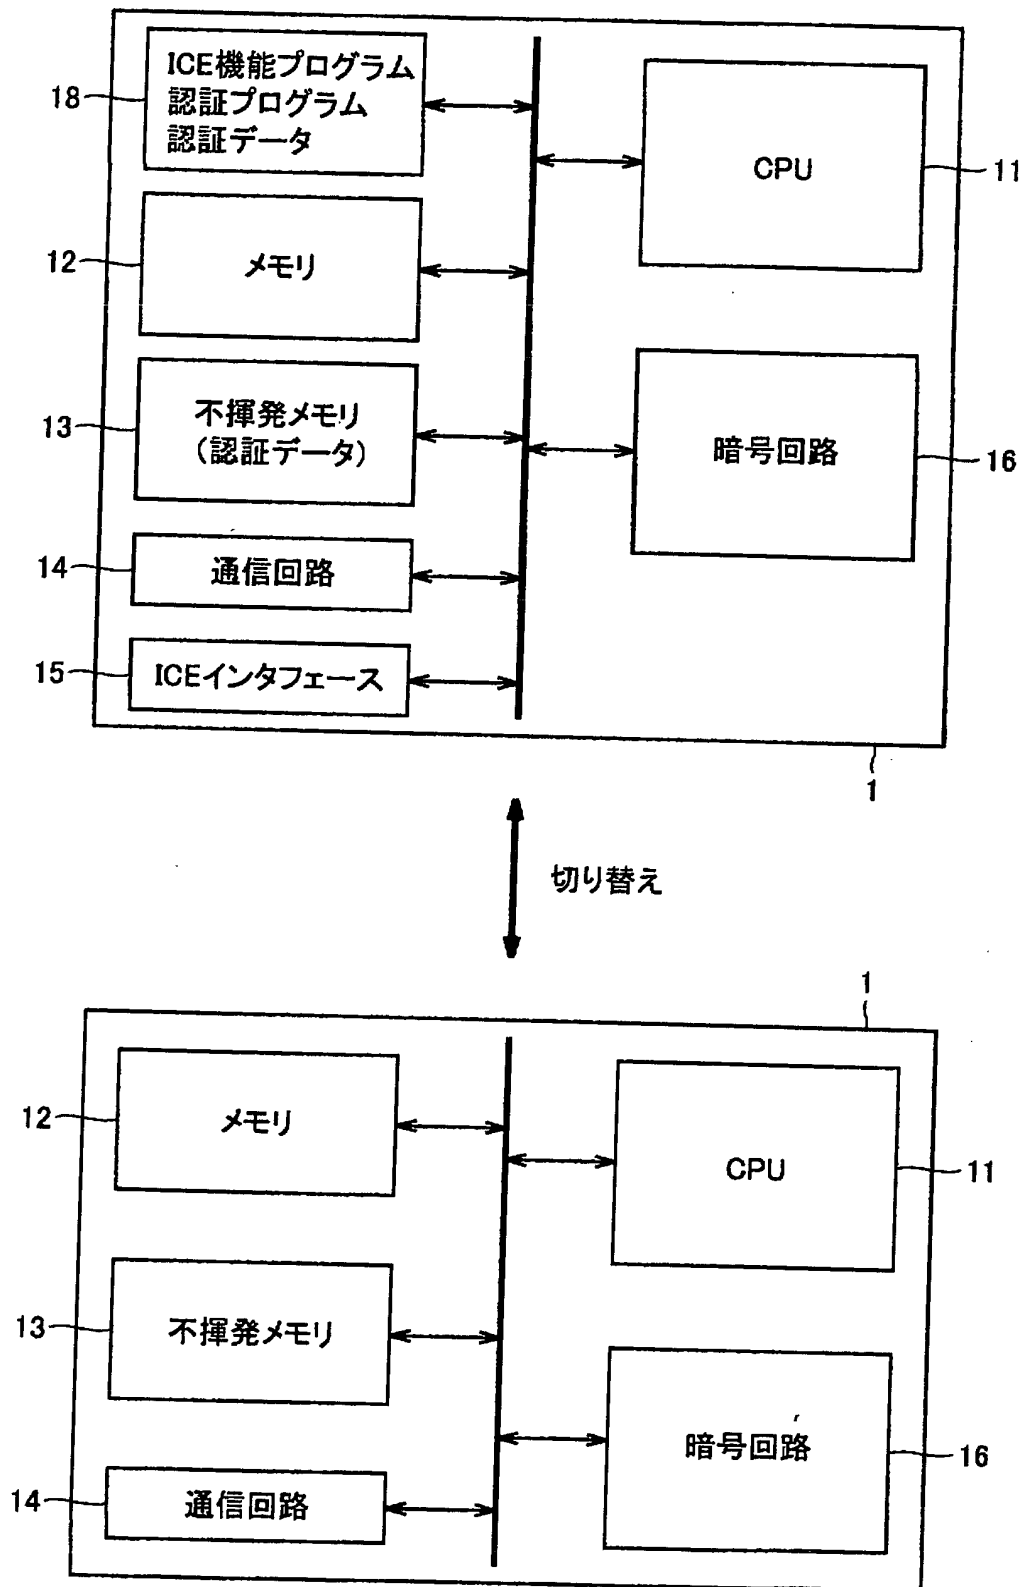 18
ICE機能プログラム
認証プログラム
認証データ
CPU
11
12
メモリ
13
不揮発メモリ
(認証データ)
暗号回路
16
14
通信回路
15
ICEインタフェース
1
切り替え
1
12
メモリ
CPU
11
13
不揮発メモリ
暗号回路
16
14
通信回路